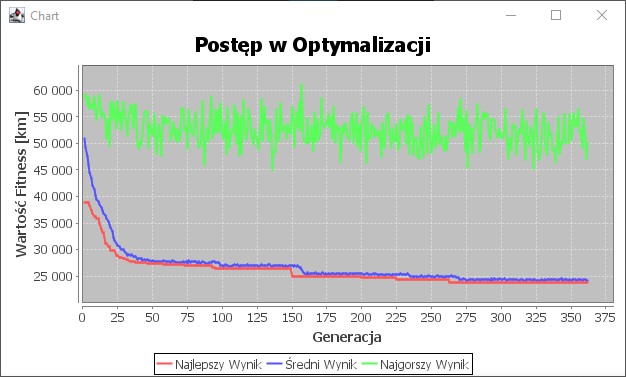 Chart
Postęp w Optymalizacji
Wartość Fitness [km]
60 000
55 000
50 000
45 000
40 000
35 000
30 000
25 000
0 25 50 75 100 125 150 175 200 225 250 275 300 325 350 375
Generacja
Najlepszy Wynik Średni Wynik Najgorszy Wynik